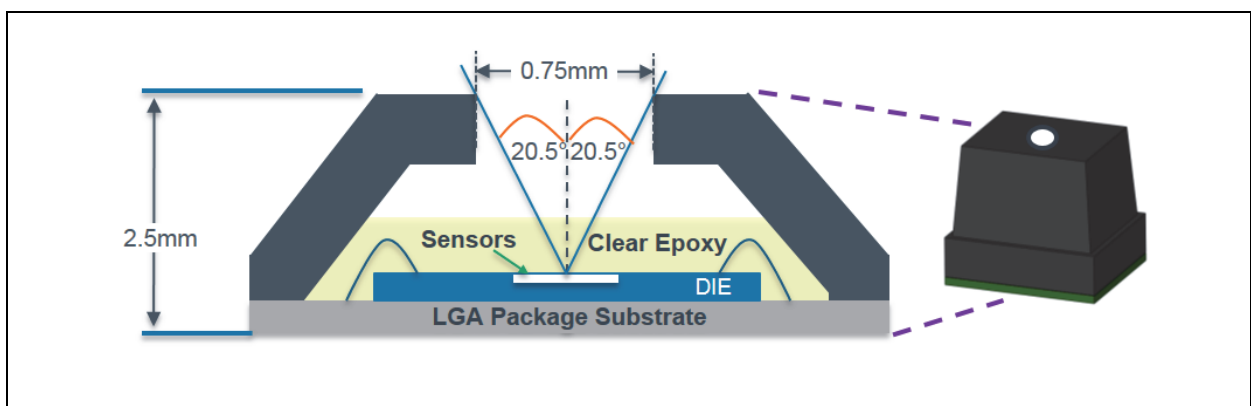 0.75mm
20.5° 20.5°
2.5mm
Sensors
Clear Epoxy
DIE
LGA Package Substrate